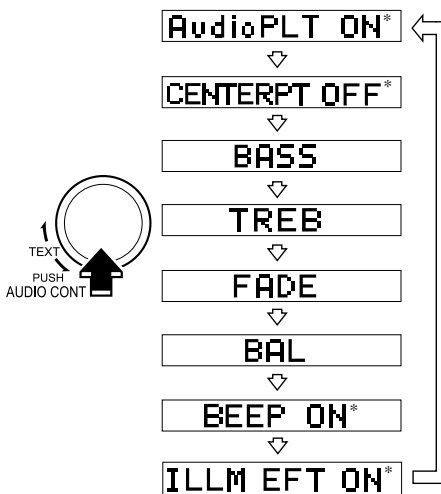 AudioPLT ON*
CENTERPT OFF*
BASS
TREB
TEXT
FADE
PUSH
AUDIO CONT
BAL
BEEP ON*
ILLM EFT ON*